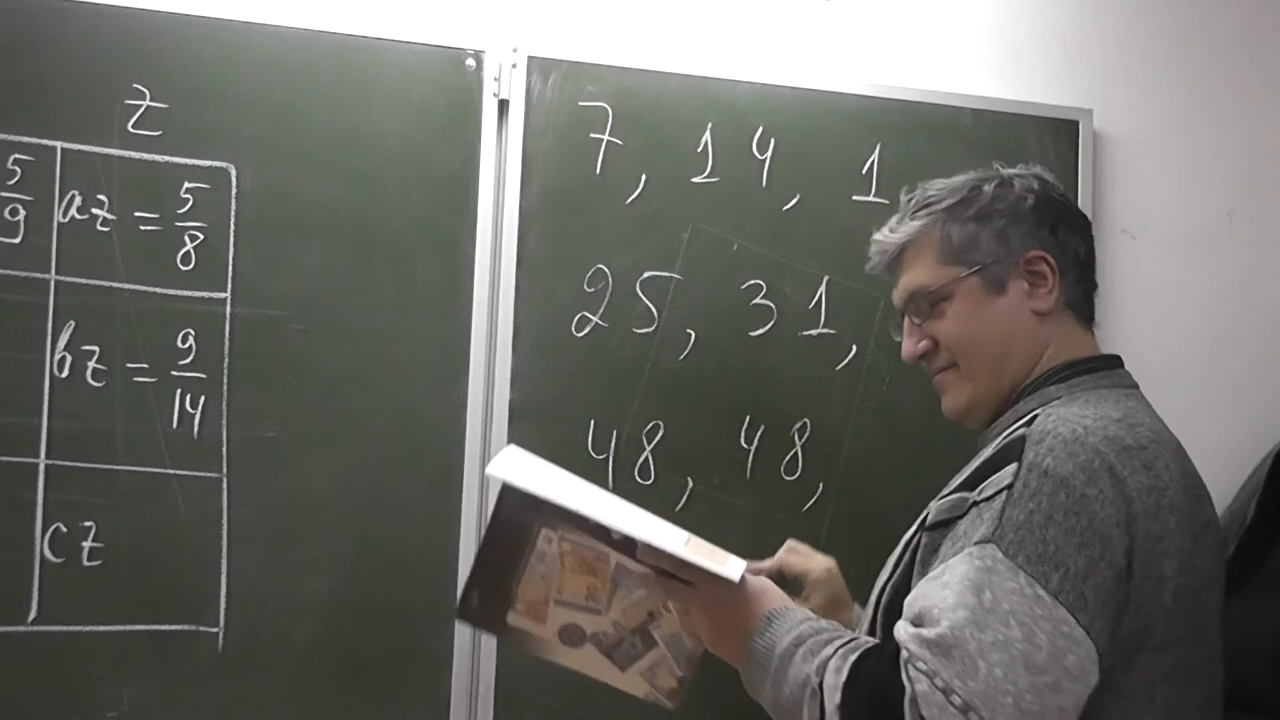 z
5/9 az = 5/8
bz = 9/14
cz
7, 14, 1
25, 31,
48, 48,